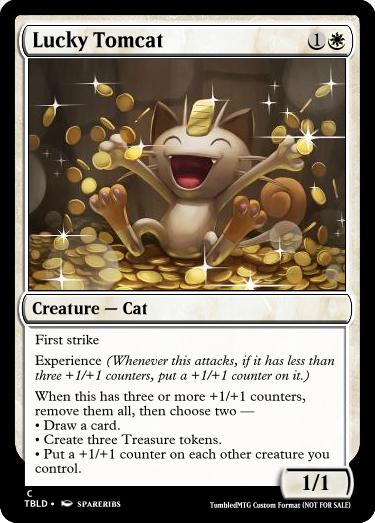 Lucky Tomcat 1
Creature — Cat
First strike
Experience (Whenever this attacks, if it has less than
three +1/+1 counters, put a +1/+1 counter on it.)
When this has three or more +1/+1 counters,
remove them all, then choose two —
• Draw a card.
• Create three Treasure tokens.
• Put a +1/+1 counter on each other creature you
control.
1/1
C
TBLD • SPARERIBS
TumbledMTG Custom Format (NOT FOR SALE)